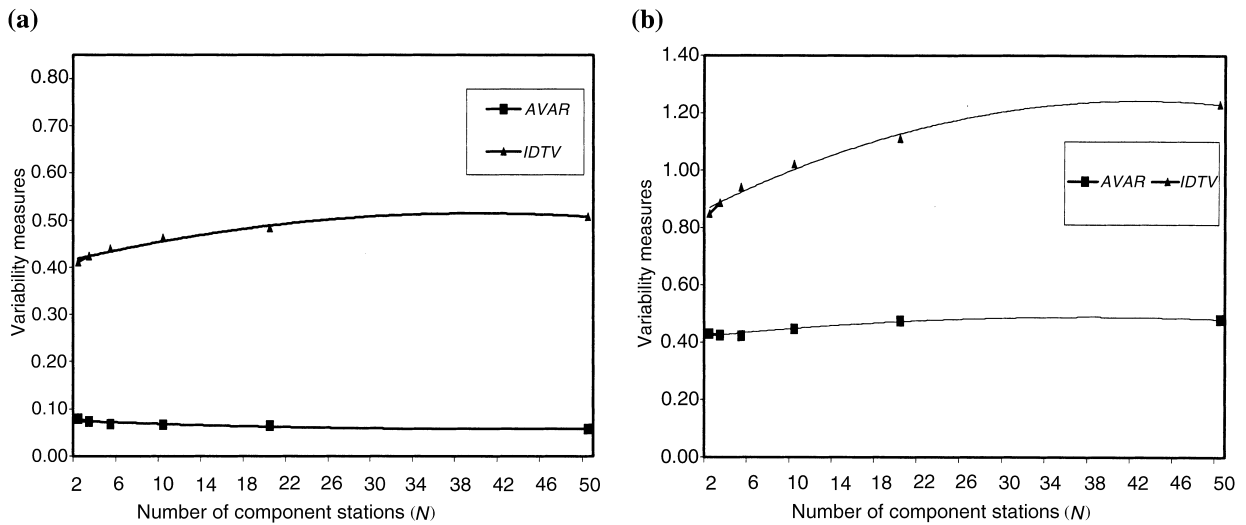 (a)
0.80
0.70
0.60
0.50
0.40
0.30
0.20
0.10
0.00
Variability measures
AVAR
IDTV
2 6 10 14 18 22 26 30 34 38 42 46 50
Number of component stations (N)
(b)
1.40
1.20
1.00
0.80
0.60
0.40
0.20
0.00
Variability measures
AVAR IDTV
2 6 10 14 18 22 26 30 34 38 42 46 50
Number of component stations (N)